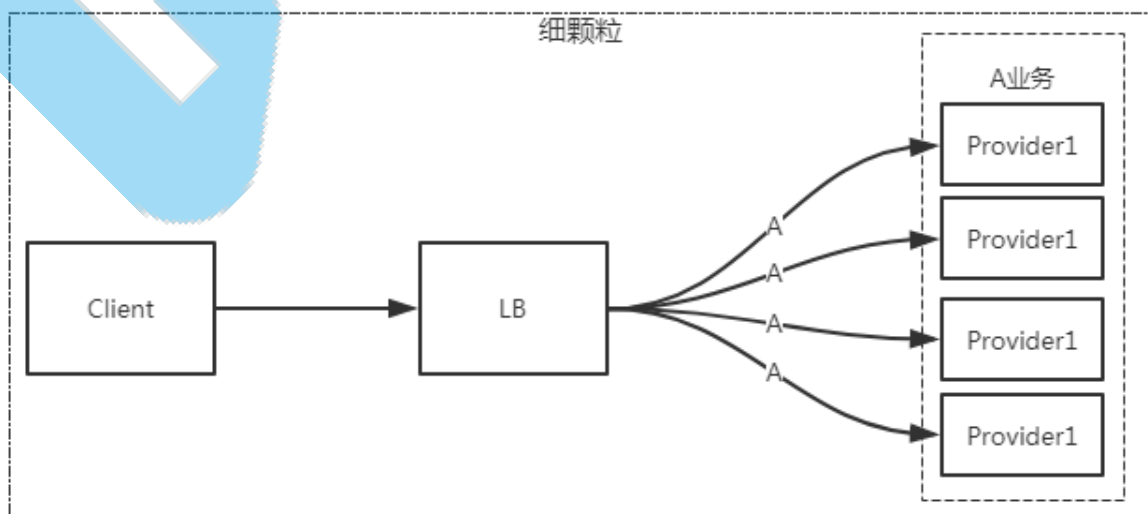 细颗粒
A业务
Provider1
A
Provider1
A
Client
LB
A
Provider1
A
Provider1